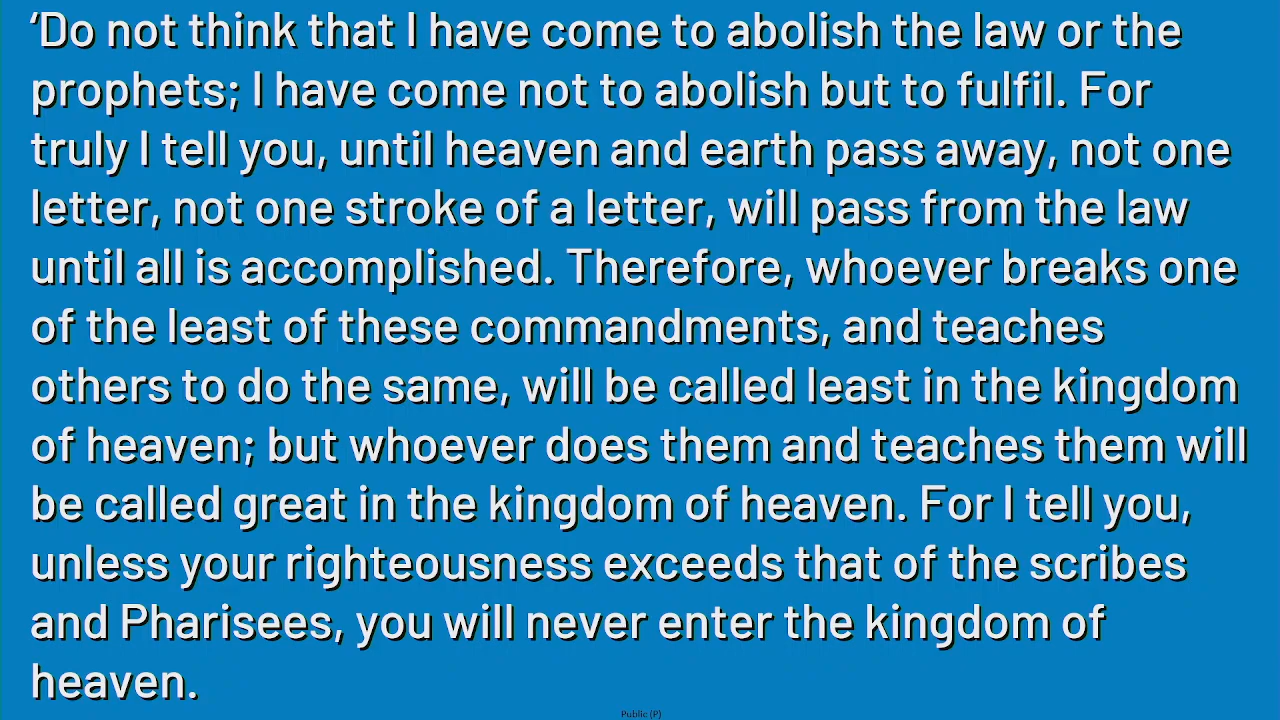 ‘Do not think that I have come to abolish the law or the
prophets; I have come not to abolish but to fulfil. For
truly I tell you, until heaven and earth pass away, not one
letter, not one stroke of a letter, will pass from the law
until all is accomplished. Therefore, whoever breaks one
of the least of these commandments, and teaches
others to do the same, will be called least in the kingdom
of heaven; but whoever does them and teaches them will
be called great in the kingdom of heaven. For I tell you,
unless your righteousness exceeds that of the scribes
and Pharisees, you will never enter the kingdom of
heaven.
Public (P)